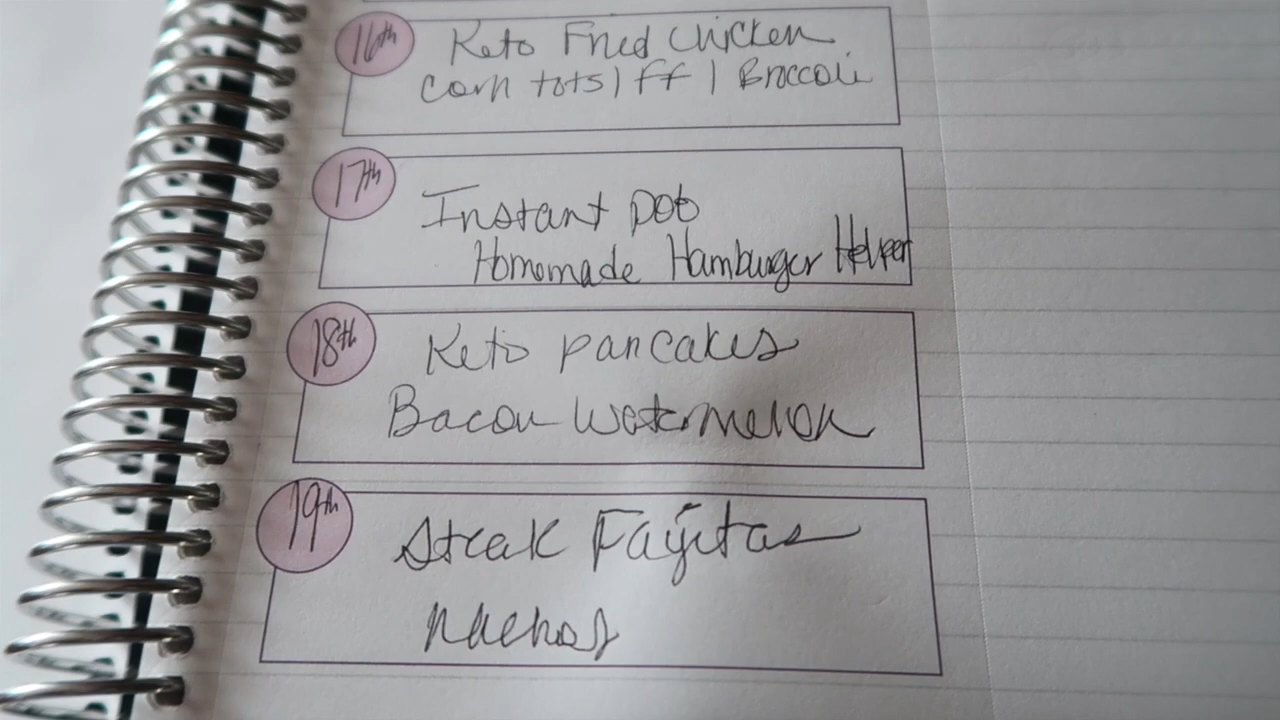 16th
Keto Fried Chicken
Corn tots / ff / Broccoli
17th
Instant Pot
Homemade Hamburger Helper
18th
Keto Pancakes
Bacon Watermelon
19th
Steak Fajitas
Nachos